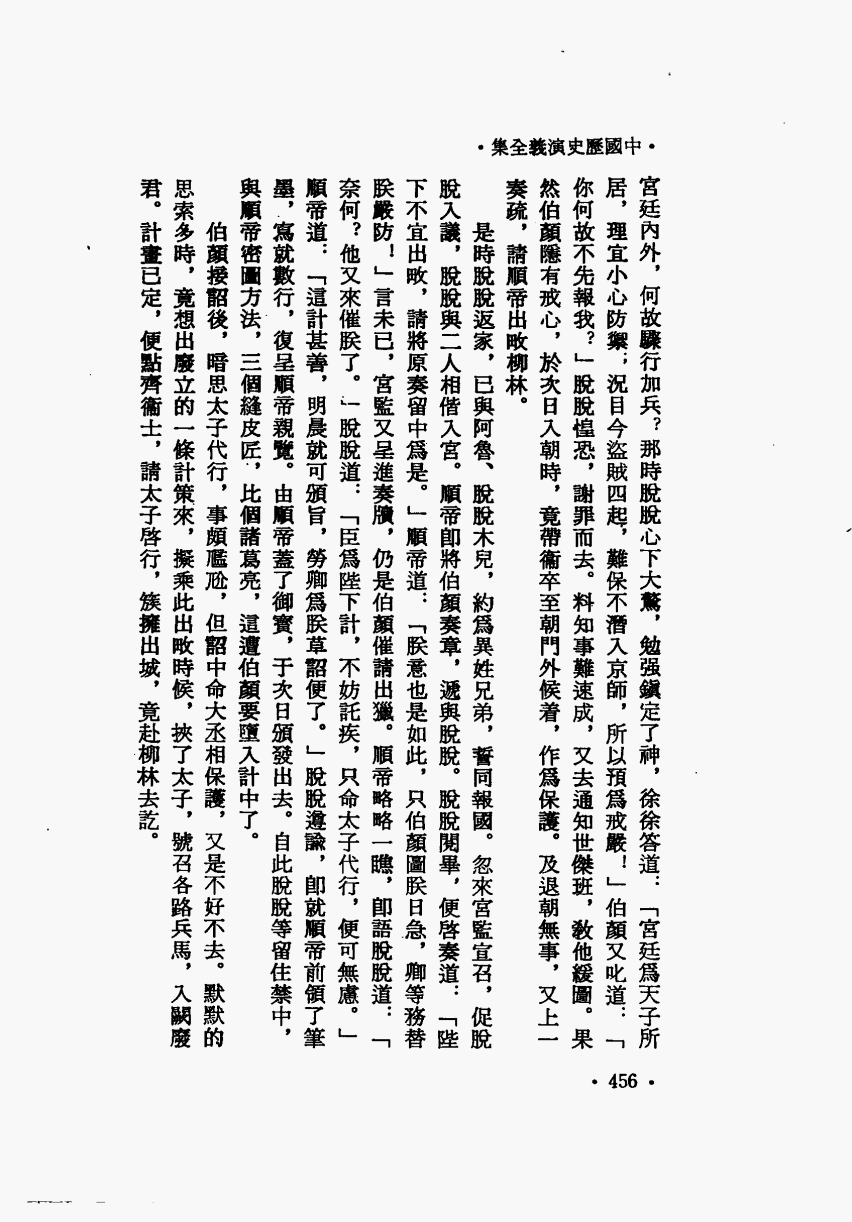 ·中國歷史演義全集·
宮廷內外，何故驟行加兵？那時脫脫心下大驚，勉强鎭定了神，徐徐答道：「宮廷爲天子所
居，理宜小心防禦；況目今盜賊四起，難保不潛入京師，所以預爲戒嚴！」伯顏又叱道：「
你何故不先報我？」脫脫惶恐，謝罪而去。料知事難速成，又去通知世傑班，敎他緩圖。果
然伯顏隱有戒心，於次日入朝時，竟帶衞卒至朝門外候着，作爲保護。及退朝無事，又上一
奏疏，請順帝出畋柳林。
是時脫脫返家，已與阿魯、脫脫木兒，約爲異姓兄弟，誓同報國。忽來宮監宣召，促脫
脫入議，脫脫與二人相偕入宮。順帝卽將伯顏奏章，遞與脫脫。脫脫閱畢，便啓奏道：「陛
下不宜出畋，請將原奏留中爲是。」順帝道：「朕意也是如此，只伯顏圖朕日急，卿等務替
朕嚴防！」言未已，宮監又呈進奏牘，仍是伯顏催請出獵。順帝略略一瞧，卽語脫脫道：「
奈何？他又來催朕了。」脫脫道：「臣爲陛下計，不妨託疾，只命太子代行，便可無慮。」
順帝道：「這計甚善，明晨就可頒旨，勞卿爲朕草詔便了。」脫脫遵諭，卽就順帝前領了筆
墨，寫就數行，復呈順帝親覽。由順帝蓋了御寶，于次日頒發出去。自此脫脫等留住禁中，
與順帝密圖方法，三個縫皮匠，比個諸葛亮，這遭伯顏要墮入計中了。
伯顏接詔後，暗思太子代行，事頗尷尬，但詔中命大丞相保護，又是不好不去。默默的
思索多時，竟想出廢立的一條計策來，擬乘此出畋時候，挾了太子，號召各路兵馬，入闕廢
君。計畫已定，便點齊衞士，請太子啓行，簇擁出城，竟赴柳林去訖。
·456·